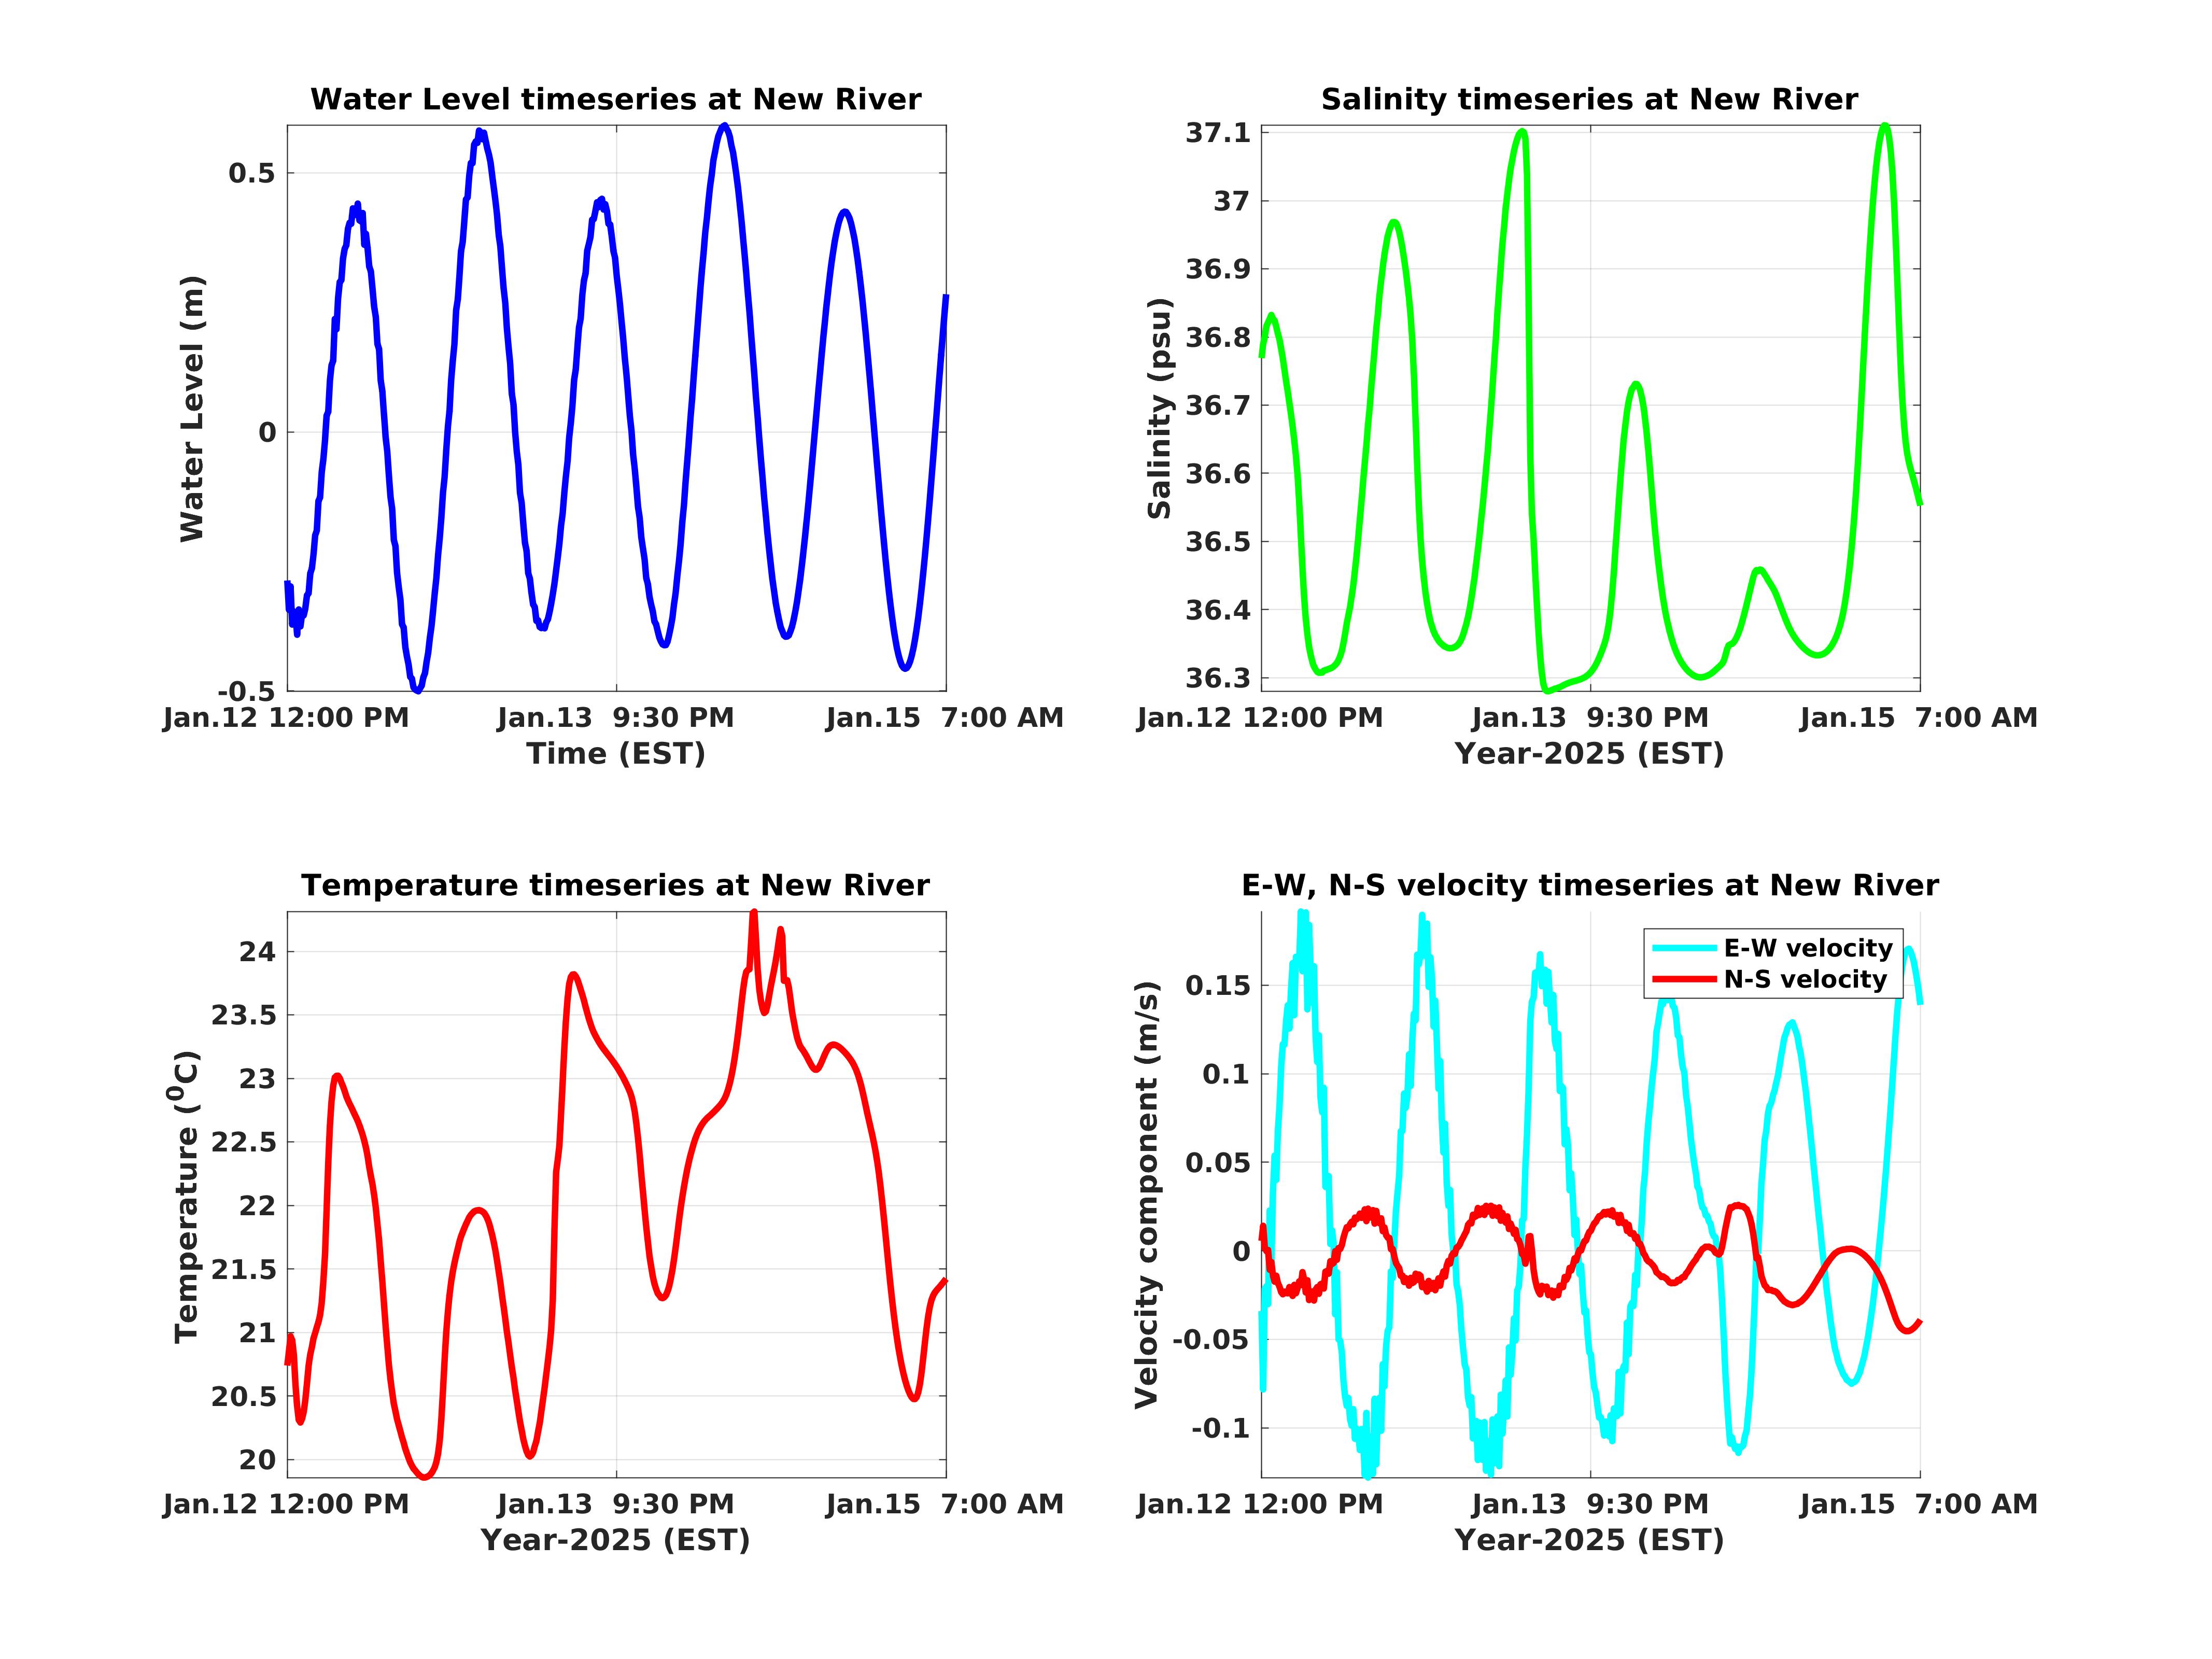 Water Level timeseries at New River
Water Level (m)
0.5
0
-0.5
Jan.12 12:00 PM Jan.13 9:30 PM Jan.15 7:00 AM
Time (EST)
Salinity timeseries at New River
Salinity (psu)
37.1
37
36.9
36.8
36.7
36.6
36.5
36.4
36.3
Jan.12 12:00 PM Jan.13 9:30 PM Jan.15 7:00 AM
Year-2025 (EST)
Temperature timeseries at New River
Temperature (⁰C)
24
23.5
23
22.5
22
21.5
21
20.5
20
Jan.12 12:00 PM Jan.13 9:30 PM Jan.15 7:00 AM
Year-2025 (EST)
E-W, N-S velocity timeseries at New River
E-W velocity
N-S velocity
Velocity component (m/s)
0.15
0.1
0.05
0
-0.05
-0.1
Jan.12 12:00 PM Jan.13 9:30 PM Jan.15 7:00 AM
Year-2025 (EST)